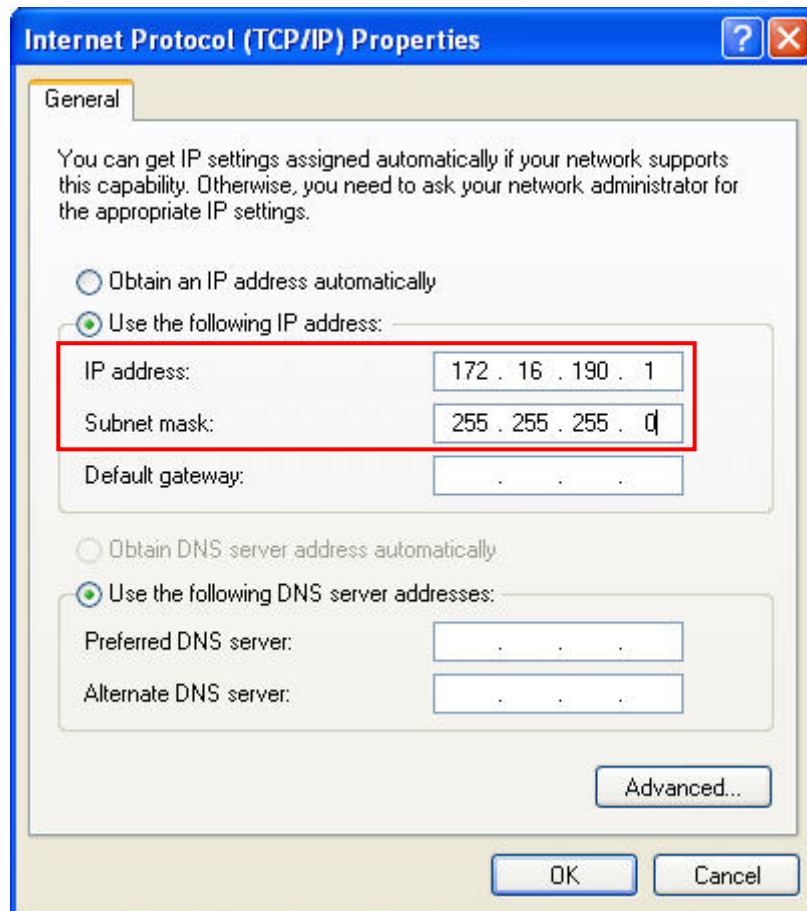 Internet Protocol (TCP/IP) Properties
General
You can get IP settings assigned automatically if your network supports
this capability. Otherwise, you need to ask your network administrator for
the appropriate IP settings.
Obtain an IP address automatically
Use the following IP address:
IP address: 172 . 16 . 190 . 1
Subnet mask: 255 . 255 . 255 . 0
Default gateway: . . .
Obtain DNS server address automatically
Use the following DNS server addresses:
Preferred DNS server: . . .
Alternate DNS server: . . .
Advanced...
OK Cancel